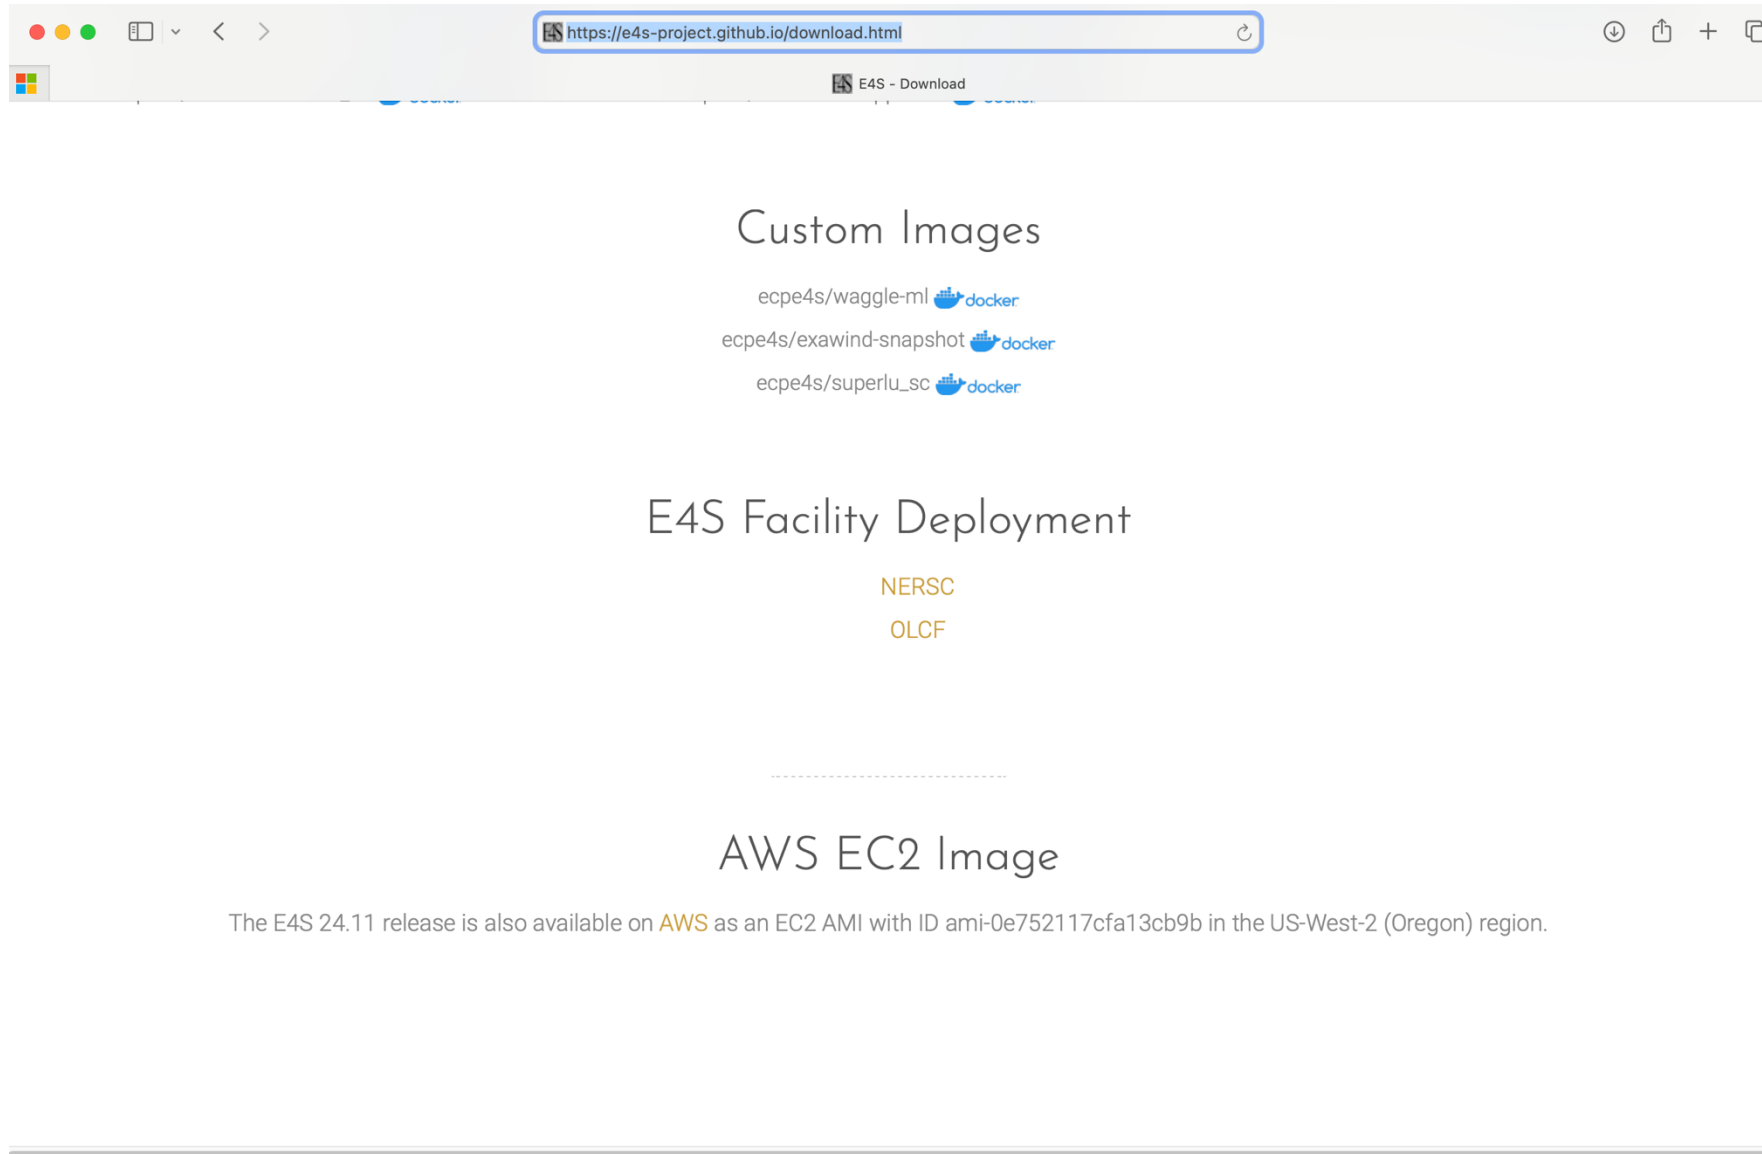 https://e4s-project.github.io/download.html
E4S - Download
docker
docker
Custom Images
ecpe4s/waggle-ml docker
ecpe4s/exawind-snapshot docker
ecpe4s/superlu_sc docker
E4S Facility Deployment
NERSC
OLCF
AWS EC2 Image
The E4S 24.11 release is also available on AWS as an EC2 AMI with ID ami-0e752117cfa13cb9b in the US-West-2 (Oregon) region.